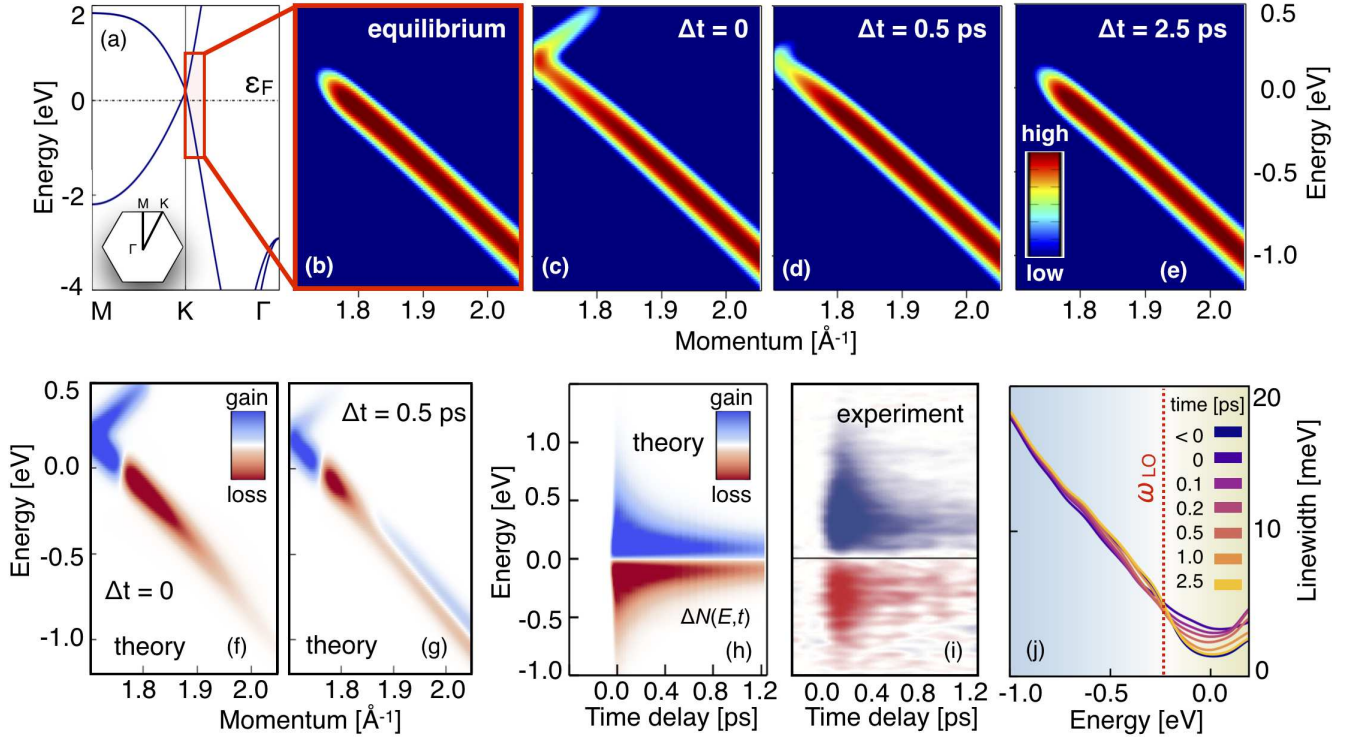 (a)
2
0
-2
-4
Energy [eV]
εF
M
K
Γ
M K Γ
equilibrium
(b)
1.8 1.9 2.0
Δt = 0
(c)
1.8 1.9 2.0
Δt = 0.5 ps
(d)
1.8 1.9 2.0
Δt = 2.5 ps
high
low
(e)
1.8 1.9 2.0
0.5
0.0
-0.5
-1.0
Energy [eV]
Momentum [Å-1]
0.5
0.0
-0.5
-1.0
Energy [eV]
gain
loss
Δt = 0
theory
(f)
1.8 1.9 2.0
Δt = 0.5 ps
theory
(g)
1.8 1.9 2.0
Momentum [Å-1]
1.0
0.5
0.0
-0.5
-1.0
Energy [eV]
theory
gain
loss
ΔN(E,t)
(h)
0.0 0.4 0.8 1.2
Time delay [ps]
experiment
(i)
0.0 0.4 0.8 1.2
Time delay [ps]
time [ps]
< 0
0
0.1
0.2
0.5
1.0
2.5
ωLO
(j)
-1.0 -0.5 0.0
Energy [eV]
20
10
0
Linewidth [meV]